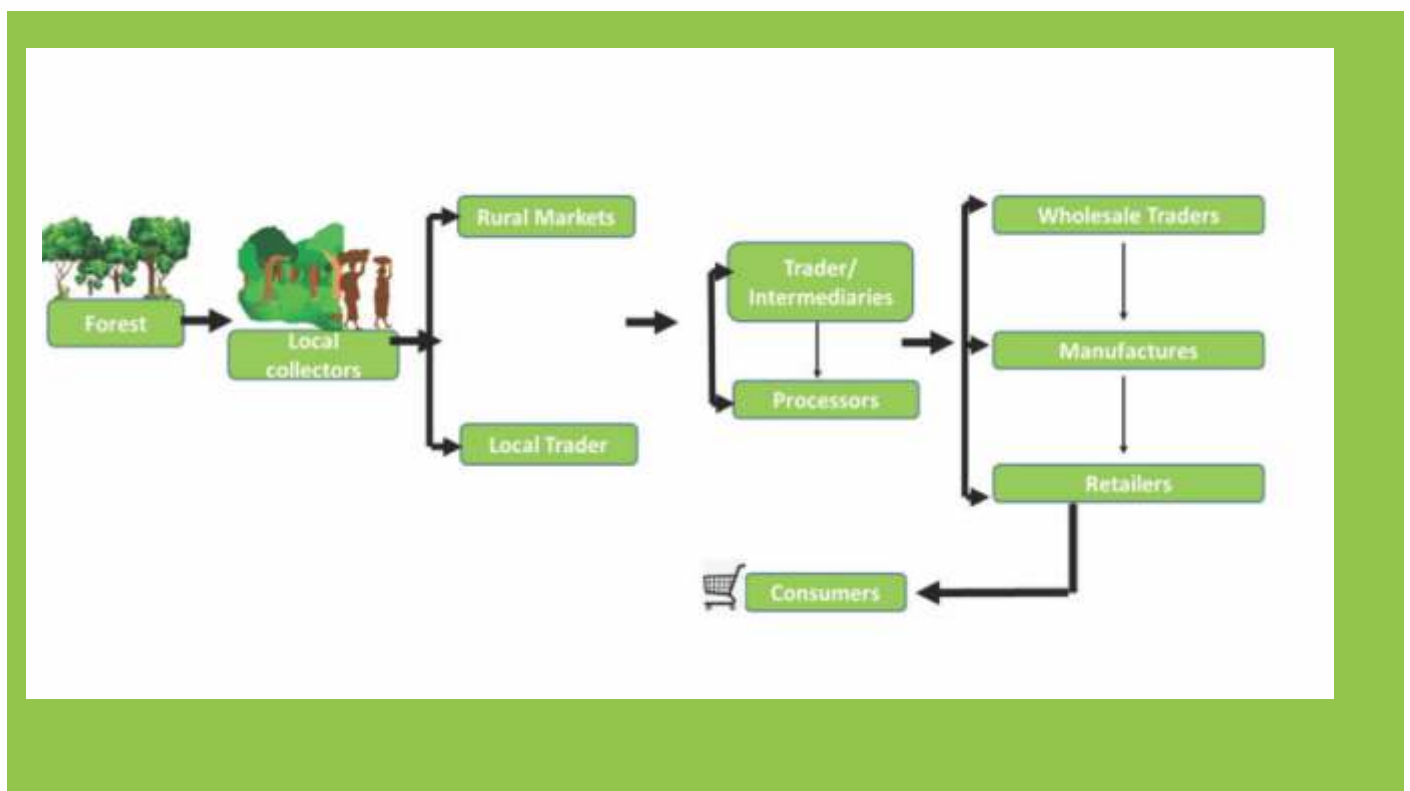 Forest
Local
collectors
Rural Markets
Local Trader
Trader/
Intermediaries
Processors
Wholesale Traders
Manufactures
Retailers
Consumers